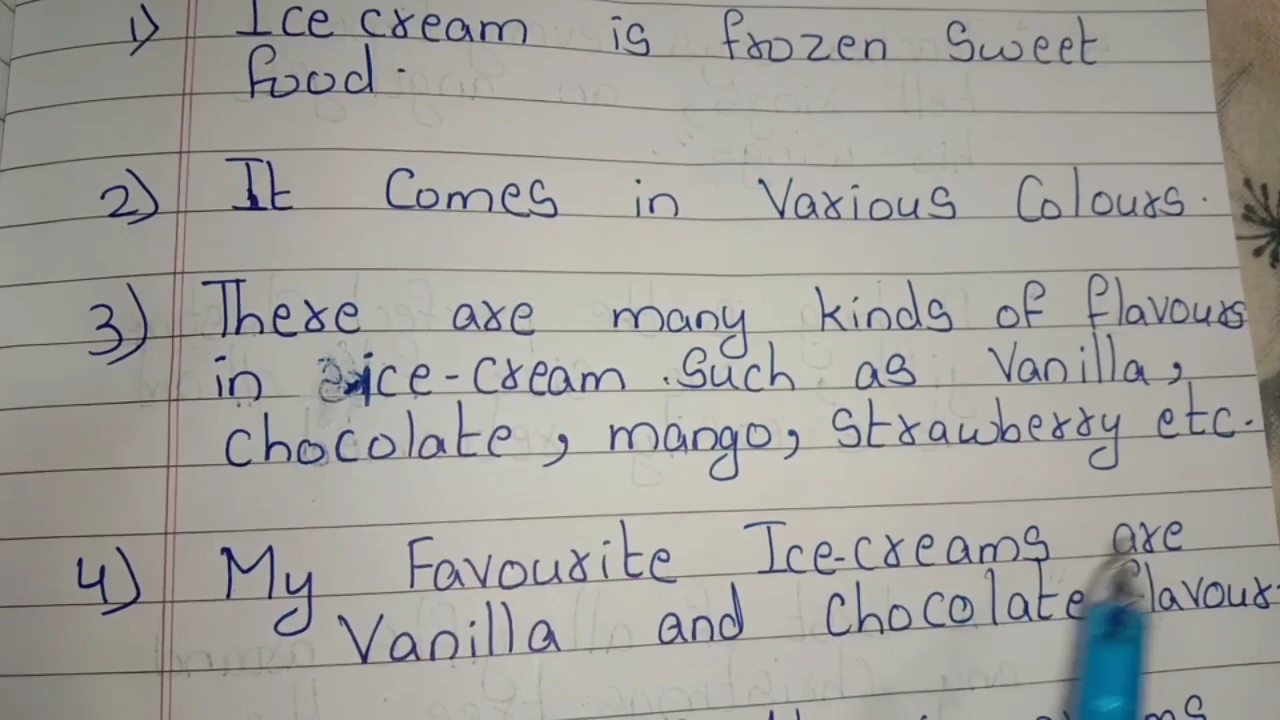 1) Ice cream is frozen sweet
food.
2) It Comes in Various Colours.
3) There are many kinds of flavours
in ice-cream. Such as Vanilla,
chocolate, mango, Strawberry etc.
4) My Favourite Ice-creams are
Vanilla and Chocolate flavour.